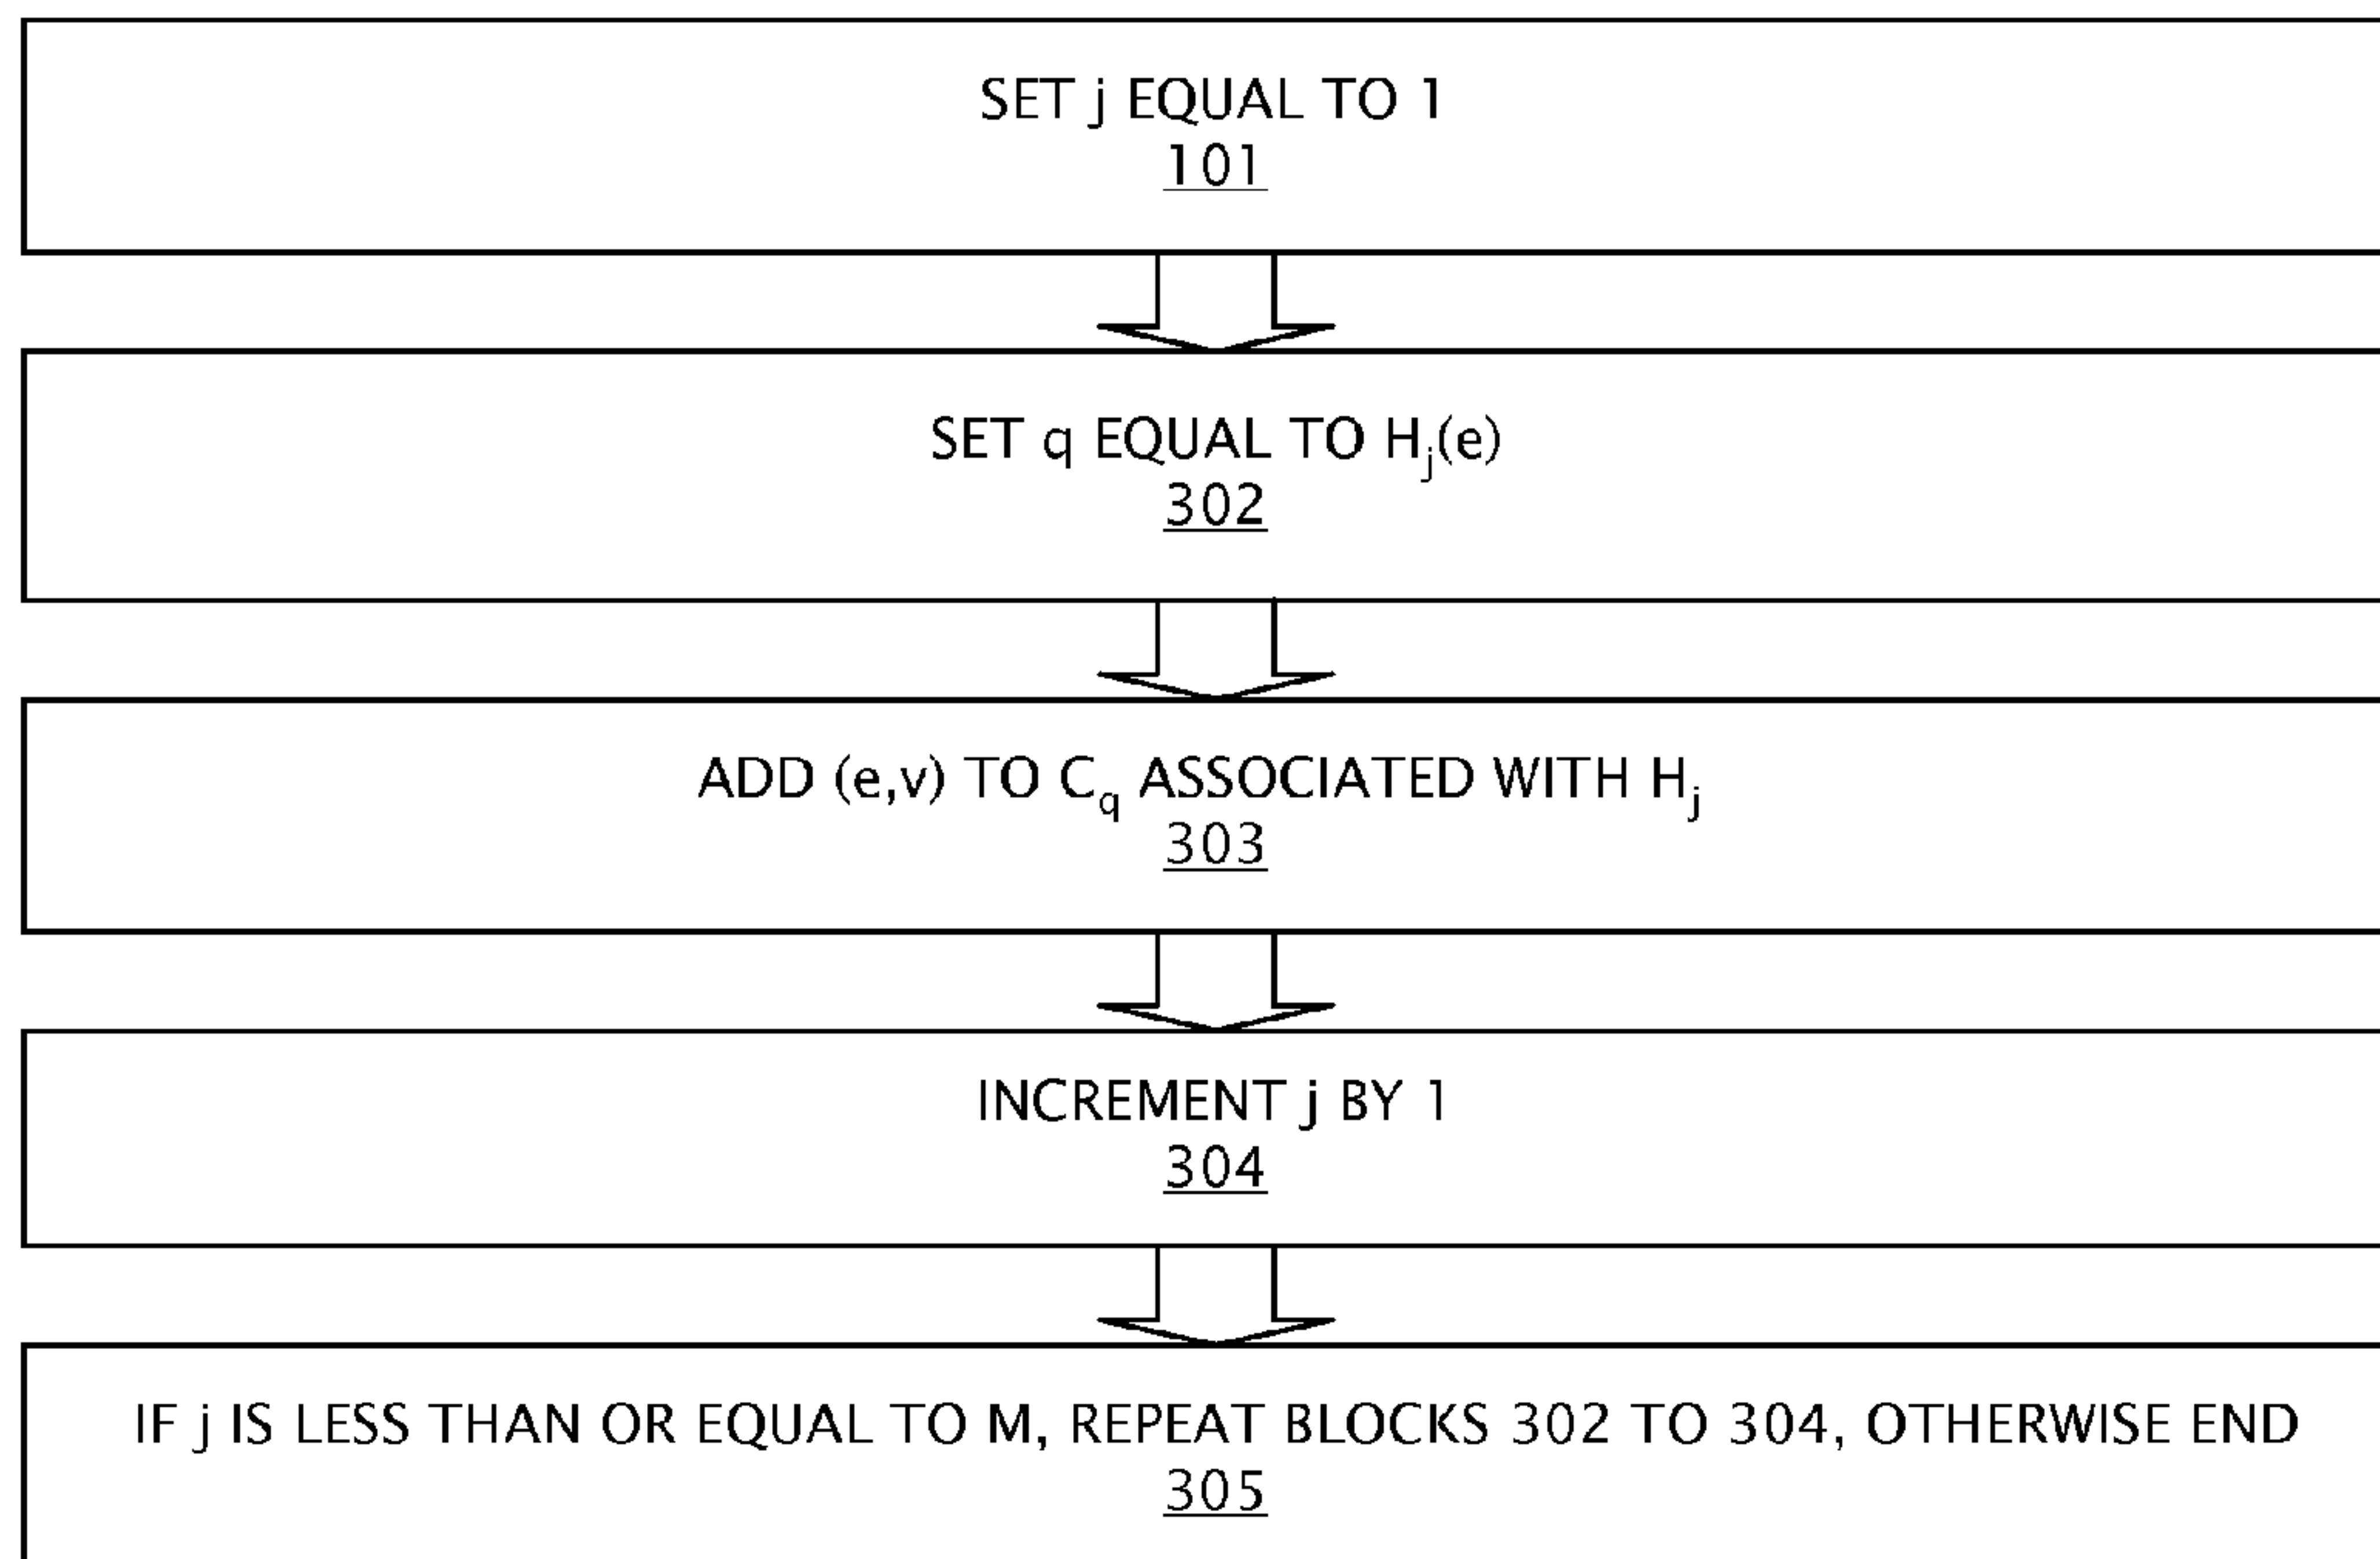 SET j EQUAL TO 1
101
SET q EQUAL TO Hj(e)
302
ADD (e,v) TO Cq ASSOCIATED WITH Hj
303
INCREMENT j BY 1
304
IF j IS LESS THAN OR EQUAL TO M, REPEAT BLOCKS 302 TO 304, OTHERWISE END
305